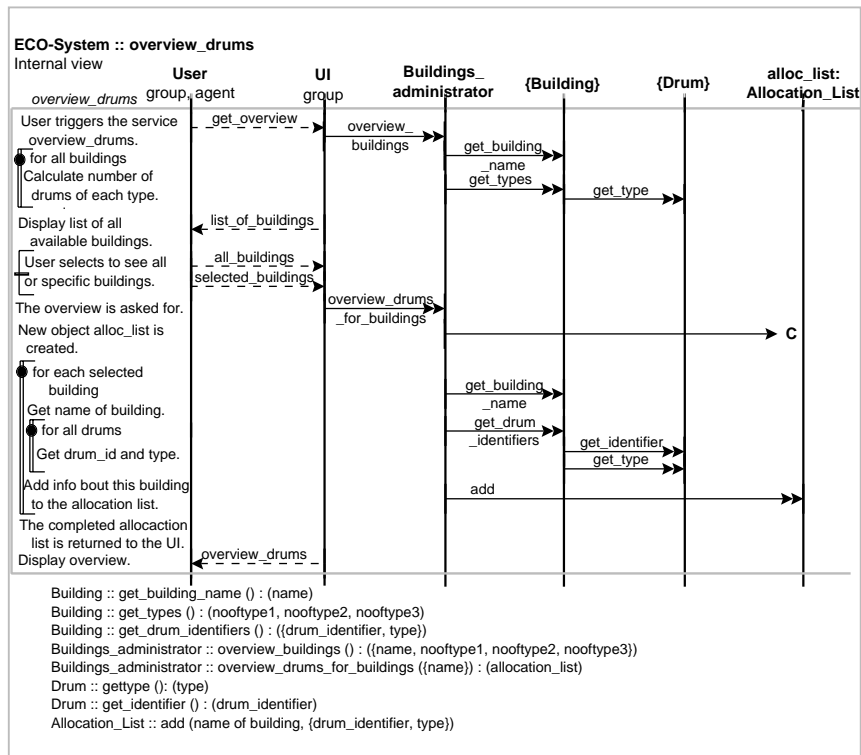 ECO-System :: overview_drums
Internal view
User
group, agent
UI
group
Buildings_
administrator
{Building}
{Drum}
alloc_list:
Allocation_List
overview_drums
User triggers the service
overview_drums.
get_overview
overview_
buildings
for all buildings
Calculate number of
drums of each type.
get_building
_name
get_types
get_type
Display list of all
available buildings.
list_of_buildings
User selects to see all
or specific buildings.
all_buildings
selected_buildings
The overview is asked for.
overview_drums
_for_buildings
New object alloc_list is
created.
C
for each selected
building
Get name of building.
get_building
_name
for all drums
Get drum_id and type.
get_drum
_identifiers
get_identifier
get_type
Add info bout this building
to the allocation list.
add
The completed allocaction
list is returned to the UI.
Display overview.
overview_drums
Building :: get_building_name () : (name)
Building :: get_types () : (nooftype1, nooftype2, nooftype3)
Building :: get_drum_identifiers () : ({drum_identifier, type})
Buildings_administrator :: overview_buildings () : ({name, nooftype1, nooftype2, nooftype3})
Buildings_administrator :: overview_drums_for_buildings ({name}) : (allocation_list)
Drum :: gettype (): (type)
Drum :: get_identifier () : (drum_identifier)
Allocation_List :: add (name of building, {drum_identifier, type})